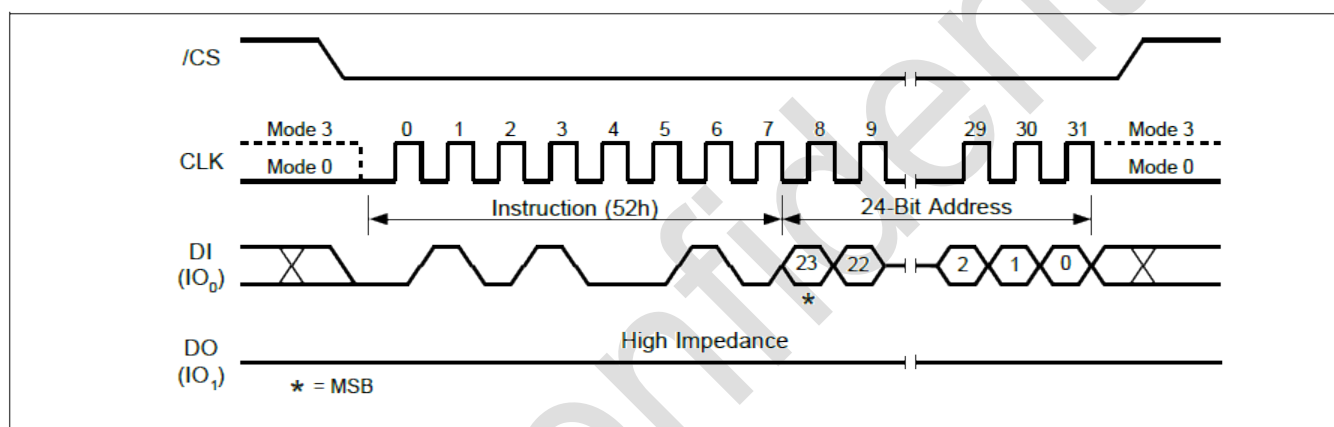 /CS
Mode 3 0 1 2 3 4 5 6 7 8 9 29 30 31 Mode 3
CLK Mode 0 Mode 0
Instruction (52h) 24-Bit Address
DI
(IO0) 23 22 2 1 0
*
High Impedance
DO
(IO1)
* = MSB